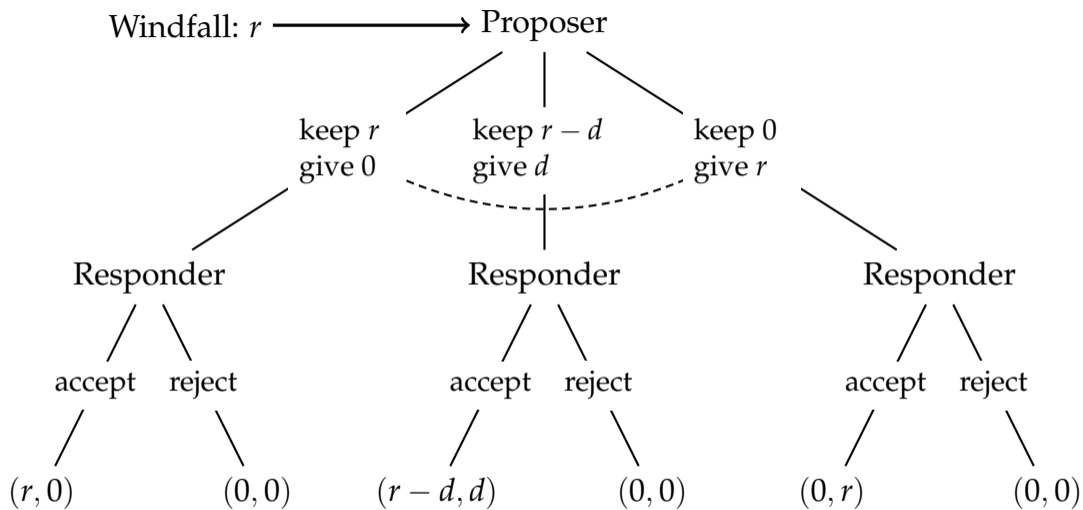 Windfall: r Proposer
keep r keep r − d keep 0
give 0 give d give r
Responder Responder Responder
accept reject accept reject accept reject
(r, 0) (0, 0) (r − d, d) (0, 0) (0, r) (0, 0)